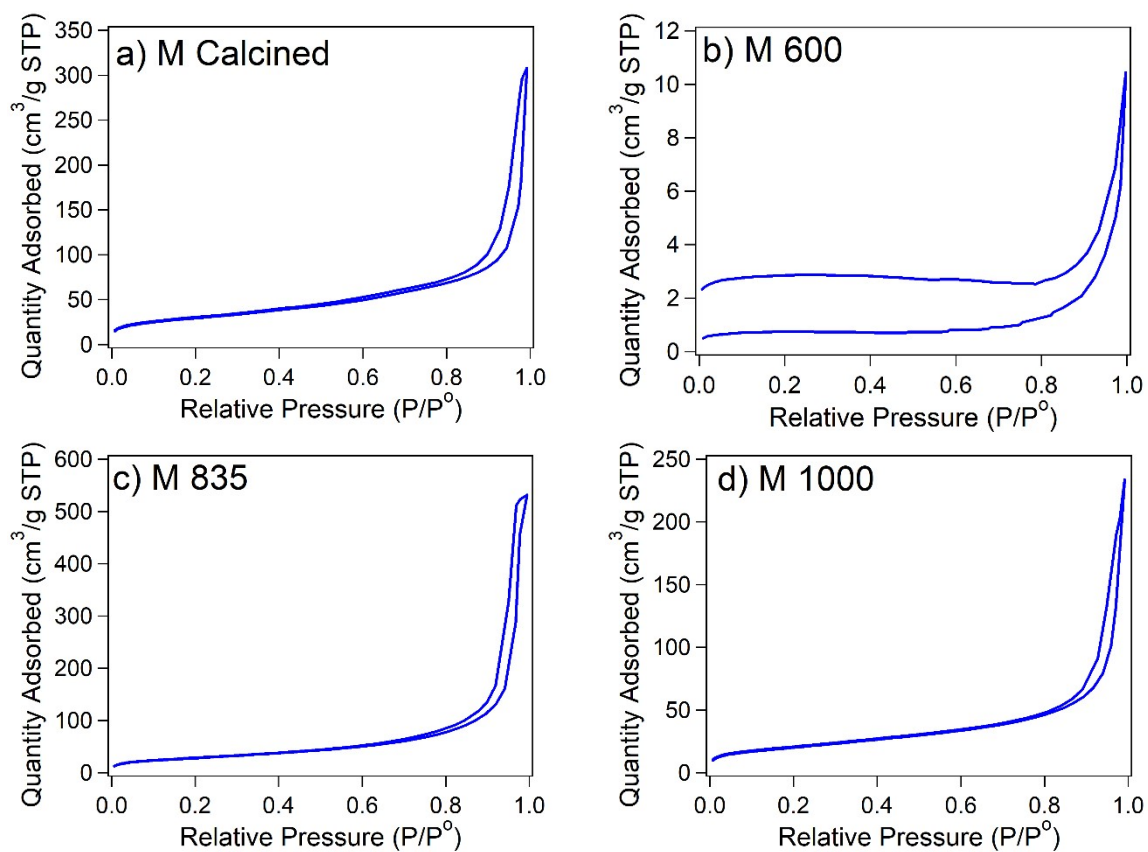 a) M Calcined
350
300
250
200
150
100
50
0
Quantity Adsorbed (cm³/g STP)
0.0 0.2 0.4 0.6 0.8 1.0
Relative Pressure (P/Pº)
b) M 600
12
10
8
6
4
2
0
Quantity Adsorbed (cm³/g STP)
0.0 0.2 0.4 0.6 0.8 1.0
Relative Pressure (P/Pº)
c) M 835
600
500
400
300
200
100
0
Quantity Adsorbed (cm³/g STP)
0.0 0.2 0.4 0.6 0.8 1.0
Relative Pressure (P/Pº)
d) M 1000
250
200
150
100
50
0
Quantity Adsorbed (cm³/g STP)
0.0 0.2 0.4 0.6 0.8 1.0
Relative Pressure (P/Pº)